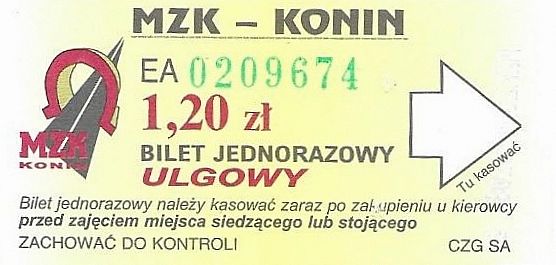 MZK – KONIN
EA 0209674
1,20 zł
MZK
KONIN
BILET JEDNORAZOWY
ULGOWY
Tu kasować
Bilet jednorazowy należy kasować zaraz po zakupieniu u kierowcy
przed zajęciem miejsca siedzącego lub stojącego
ZACHOWAĆ DO KONTROLI CZG SA